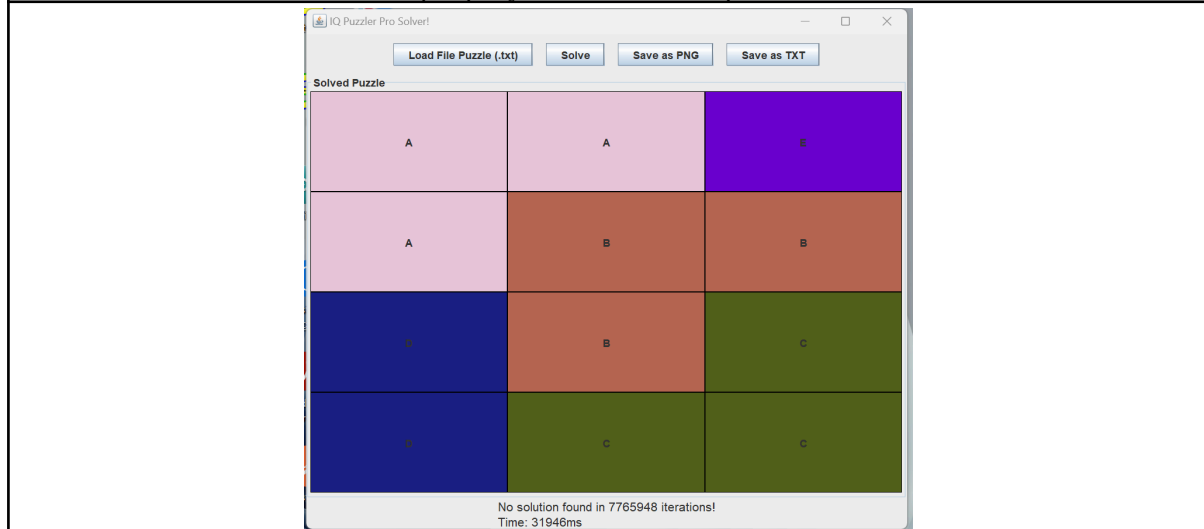 IQ Puzzler Pro Solver!
Load File Puzzle (.txt) Solve Save as PNG Save as TXT
Solved Puzzle
A A
A B B
B C
C C
No solution found in 7765948 iterations!
Time: 31946ms